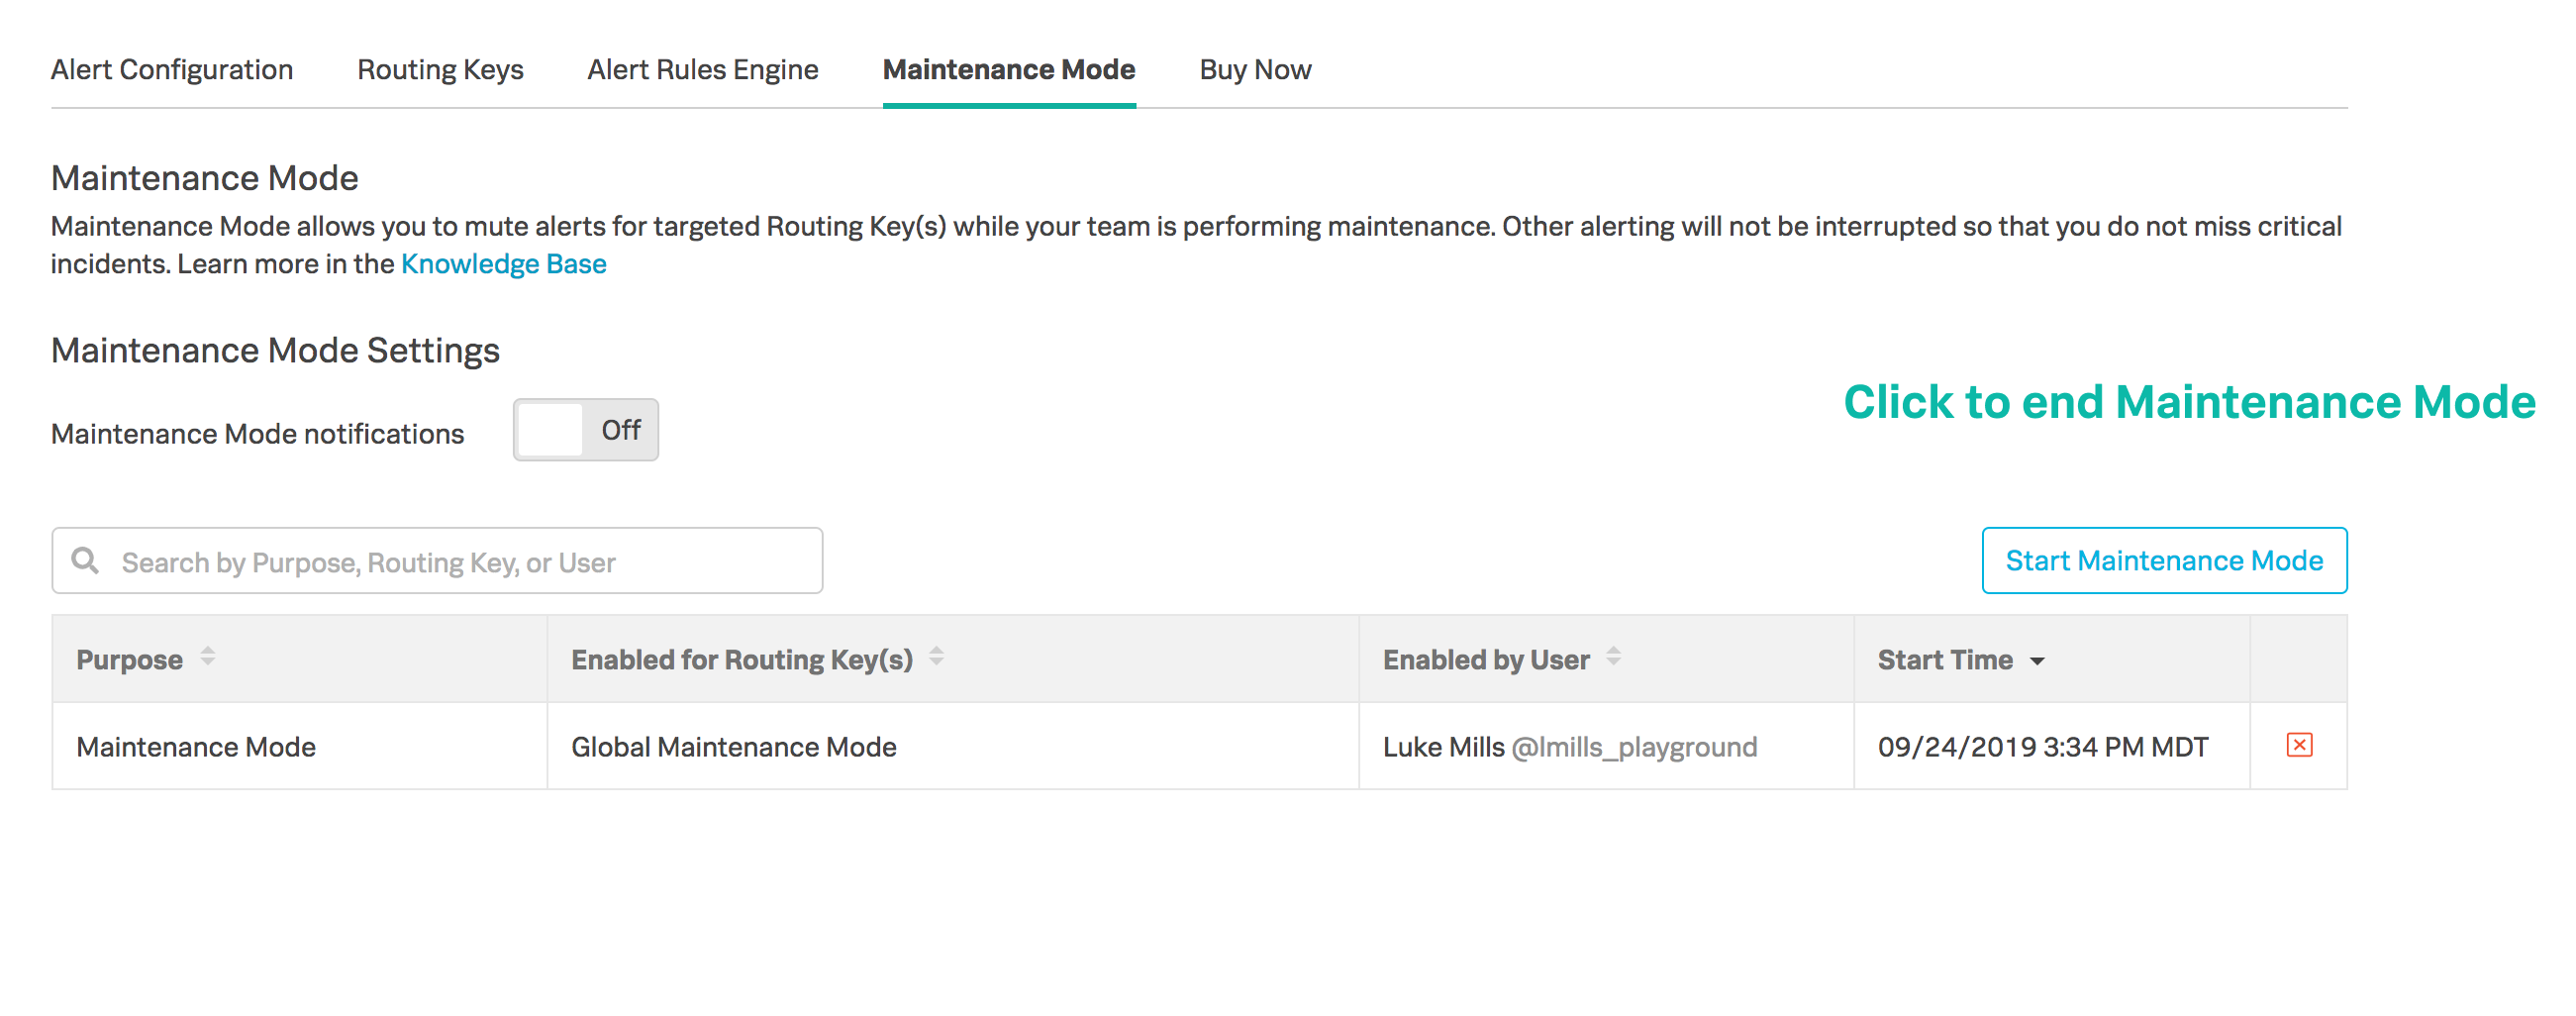 Alert Configuration Routing Keys Alert Rules Engine Maintenance Mode Buy Now
Maintenance Mode
Maintenance Mode allows you to mute alerts for targeted Routing Key(s) while your team is performing maintenance. Other alerting will not be interrupted so that you do not miss critical
incidents. Learn more in the Knowledge Base
Maintenance Mode Settings
Click to end Maintenance Mode
Maintenance Mode notifications Off
Search by Purpose, Routing Key, or User Start Maintenance Mode
Purpose Enabled for Routing Key(s) Enabled by User Start Time
Maintenance Mode Global Maintenance Mode Luke Mills @lmills_playground 09/24/2019 3:34 PM MDT